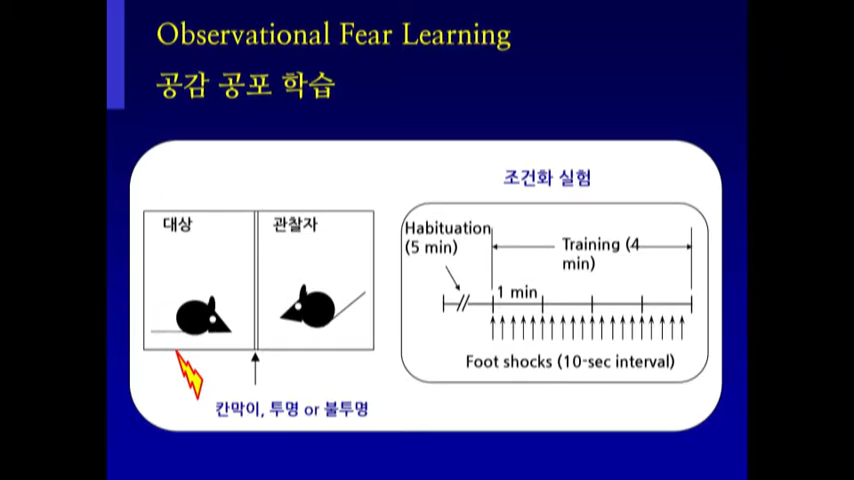 Observational Fear Learning
공감 공포 학습
대상
관찰자
칸막이, 투명 or 불투명
조건화 실험
Habituation
(5 min)
Training (4
min)
1 min
Foot shocks (10-sec interval)